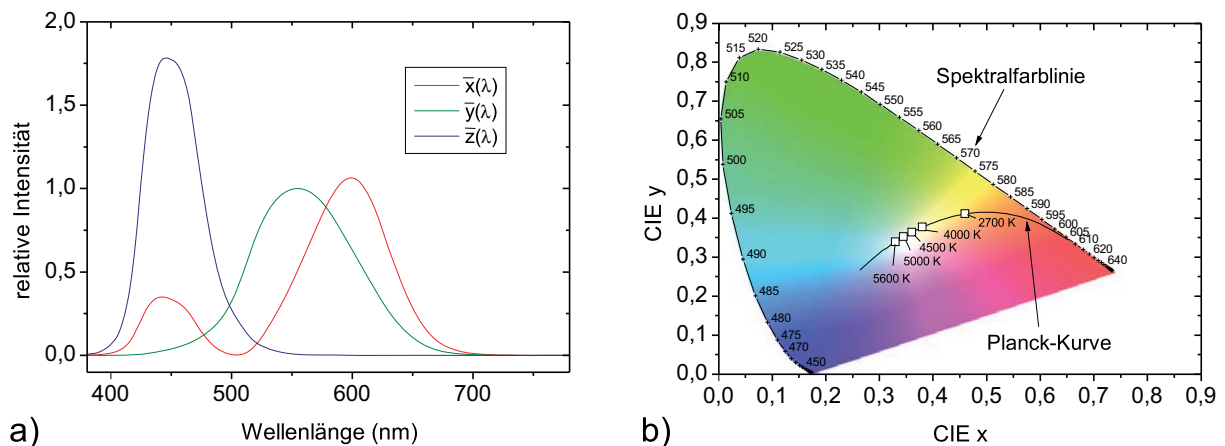 2,0
1,5
1,0
0,5
0,0
relative Intensität
400 500 600 700
Wellenlänge (nm)
x̅(λ)
y̅(λ)
z̅(λ)
a)
0,9
0,8
0,7
0,6
0,5
0,4
0,3
0,2
0,1
0,0
CIE y
0,0 0,1 0,2 0,3 0,4 0,5 0,6 0,7 0,8 0,9
CIE x
Spektralfarblinie
Planck-Kurve
450
470
475
480
485
490
495
500
505
510
515
520
525
530
535
540
545
550
555
560
565
570
575
580
585
590
595
600
605
610
620
640
2700 K
4000 K
4500 K
5000 K
5600 K
b)